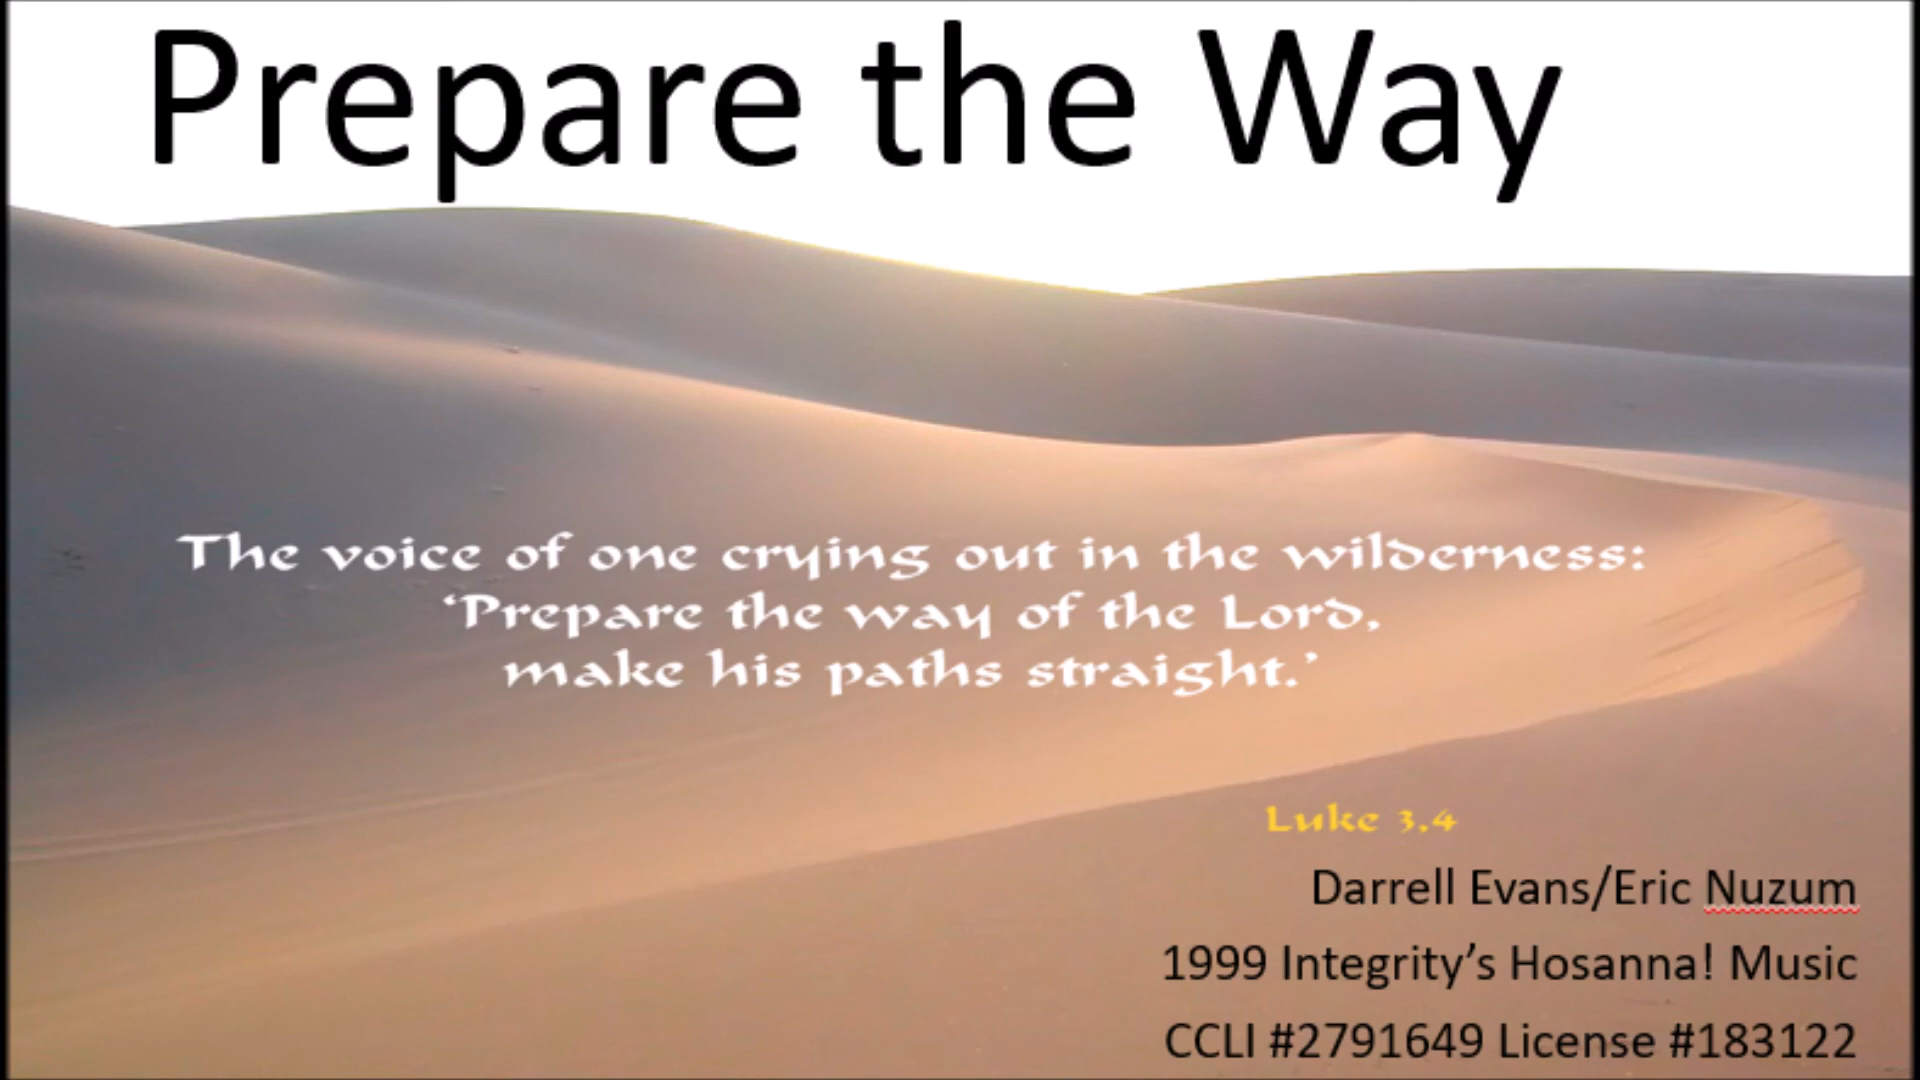 Prepare the Way
The voice of one crying out in the wilderness:
‘Prepare the way of the Lord,
make his paths straight.’
Luke 3.4
Darrell Evans/Eric Nuzum
1999 Integrity’s Hosanna! Music
CCLI #2791649 License #183122